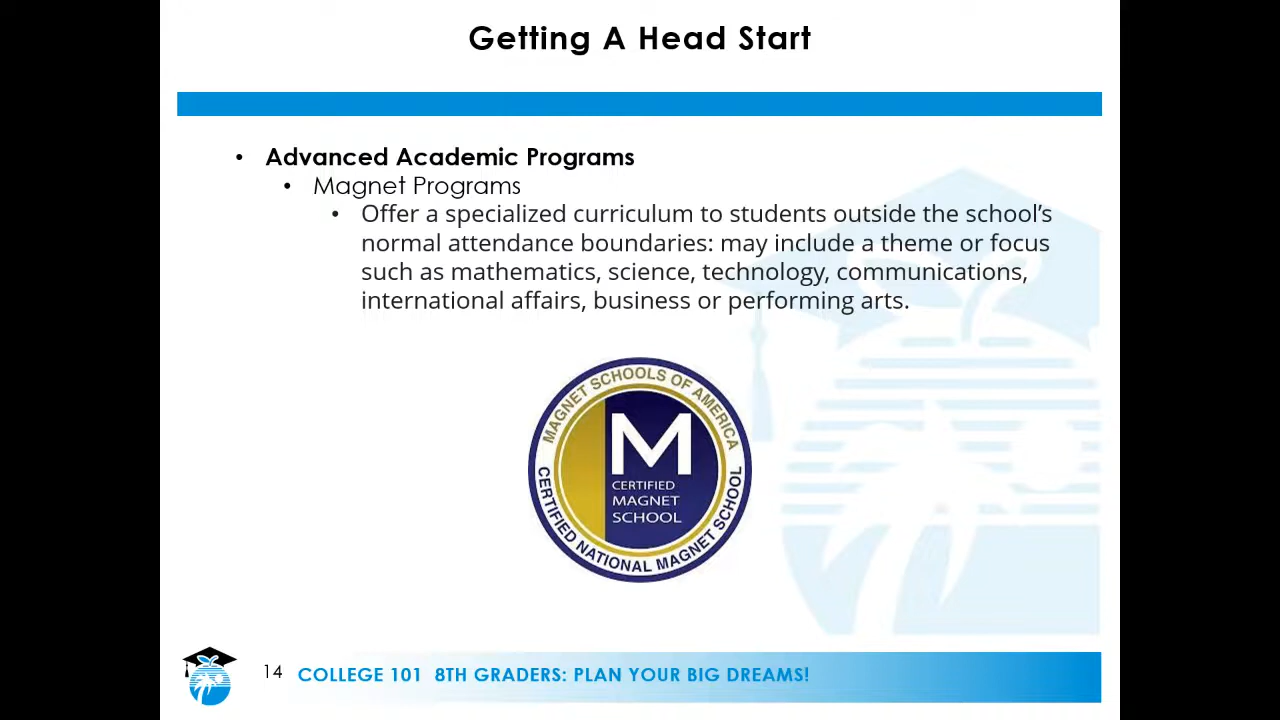 Getting A Head Start
• Advanced Academic Programs
• Magnet Programs
• Offer a specialized curriculum to students outside the school’s
normal attendance boundaries: may include a theme or focus
such as mathematics, science, technology, communications,
international affairs, business or performing arts.
MAGNET SCHOOLS OF AMERICA
M
CERTIFIED
MAGNET
SCHOOL
CERTIFIED NATIONAL MAGNET SCHOOL
14 COLLEGE 101 8TH GRADERS: PLAN YOUR BIG DREAMS!